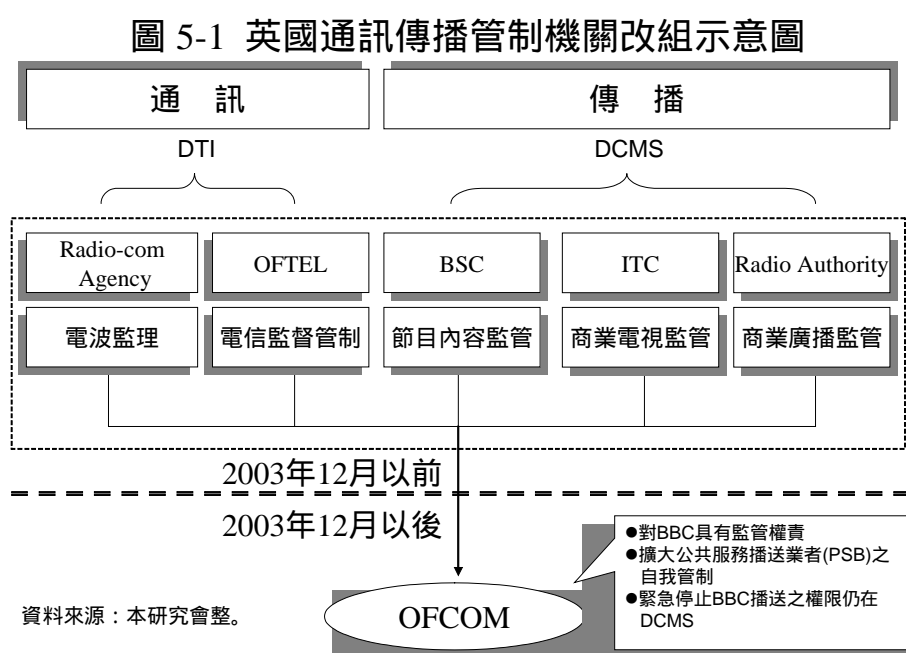 圖 5-1 英國通訊傳播管制機關改組示意圖
通 訊
傳 播
DTI
DCMS
Radio-com
Agency
OFTEL
BSC
ITC
Radio Authority
電波監理
電信監督管制
節目內容監管
商業電視監管
商業廣播監管
2003年12月以前
2003年12月以後
●對BBC具有監管權責
●擴大公共服務播送業者(PSB)之
自我管制
●緊急停止BBC播送之權限仍在
DCMS
資料來源：本研究會整。
OFCOM